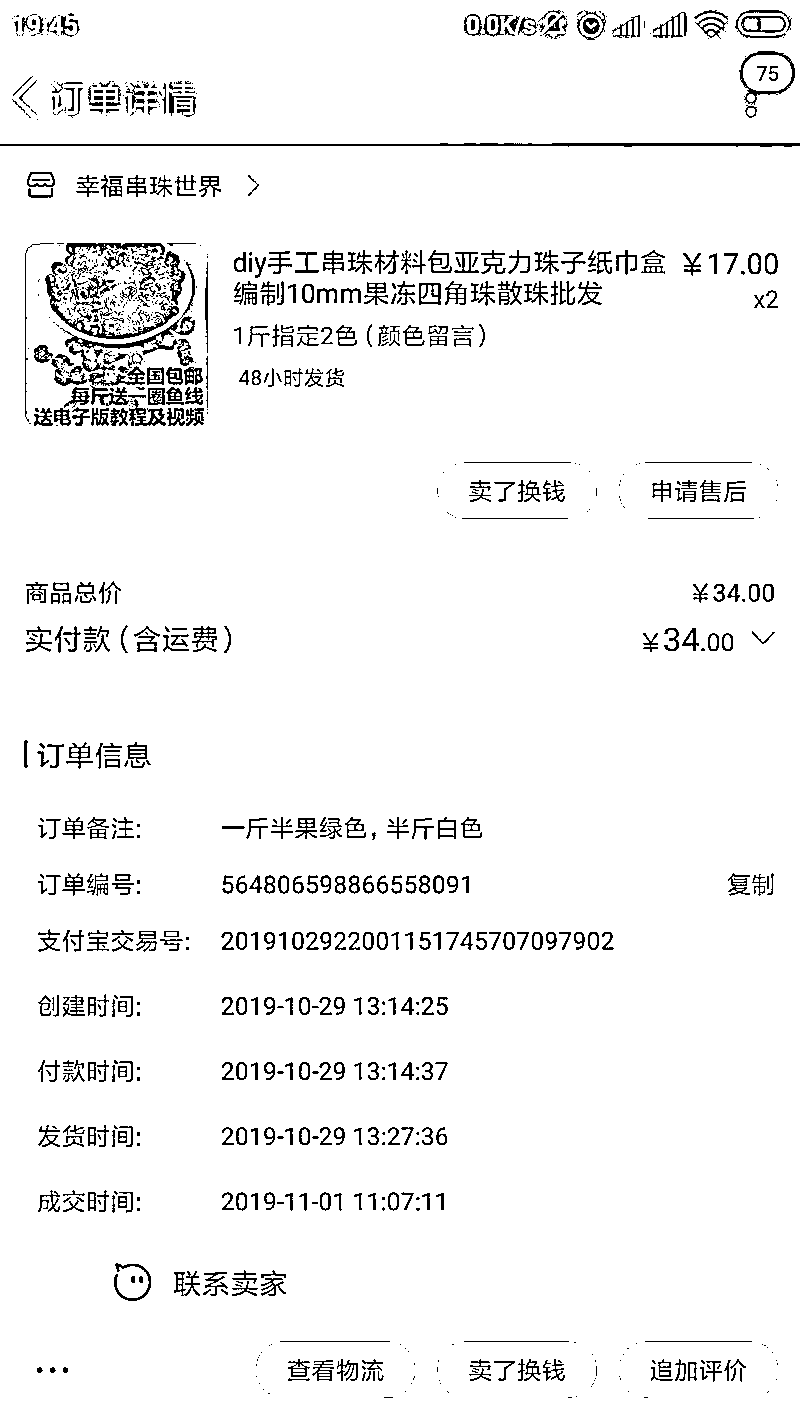 19:45
0.0K/s
75
订单详情
幸福串珠世界
diy手工串珠材料包亚克力珠子纸巾盒 ￥17.00
编制10mm果冻四角珠散珠批发 x2
1斤指定2色（颜色留言）
48小时发货
全国包邮
每斤送一圈鱼线
送电子版教程及视频
卖了换钱 申请售后
商品总价 ￥34.00
实付款（含运费） ￥34.00
订单信息
订单备注: 一斤半果绿色，半斤白色
订单编号: 564806598866558091 复制
支付宝交易号: 2019102922001151745707097902
创建时间: 2019-10-29 13:14:25
付款时间: 2019-10-29 13:14:37
发货时间: 2019-10-29 13:27:36
成交时间: 2019-11-01 11:07:11
联系卖家
... 查看物流 卖了换钱 追加评价